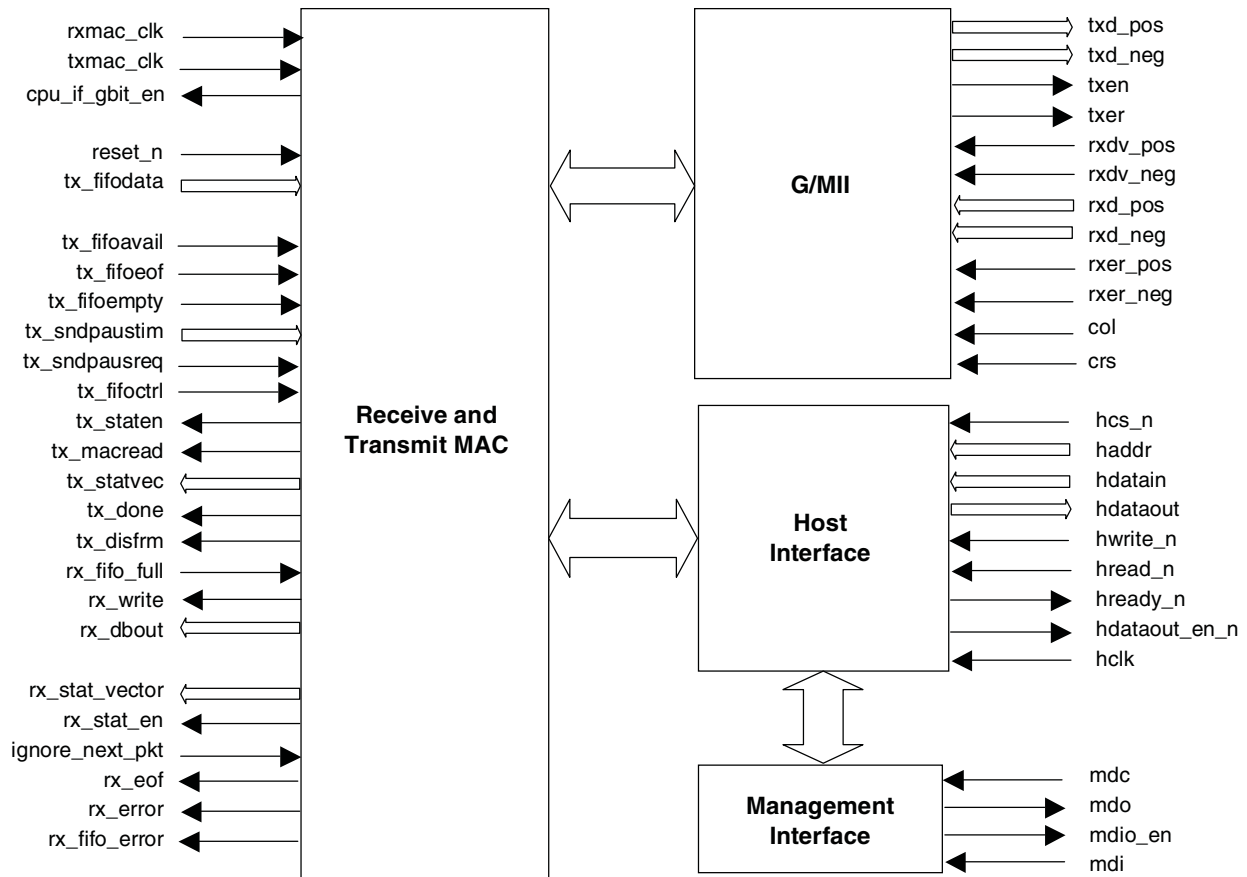 rxmac_clk
txmac_clk
cpu_if_gbit_en
reset_n
tx_fifodata
tx_fifoavail
tx_fifoeof
tx_fifoempty
tx_sndpaustim
tx_sndpausreq
tx_fifoctrl
tx_staten
tx_macread
tx_statvec
tx_done
tx_disfrm
rx_fifo_full
rx_write
rx_dbout
rx_stat_vector
rx_stat_en
ignore_next_pkt
rx_eof
rx_error
rx_fifo_error
Receive and
Transmit MAC
G/MII
txd_pos
txd_neg
txen
txer
rxdv_pos
rxdv_neg
rxd_pos
rxd_neg
rxer_pos
rxer_neg
col
crs
Host
Interface
hcs_n
haddr
hdatain
hdataout
hwrite_n
hread_n
hready_n
hdataout_en_n
hclk
Management
Interface
mdc
mdo
mdio_en
mdi